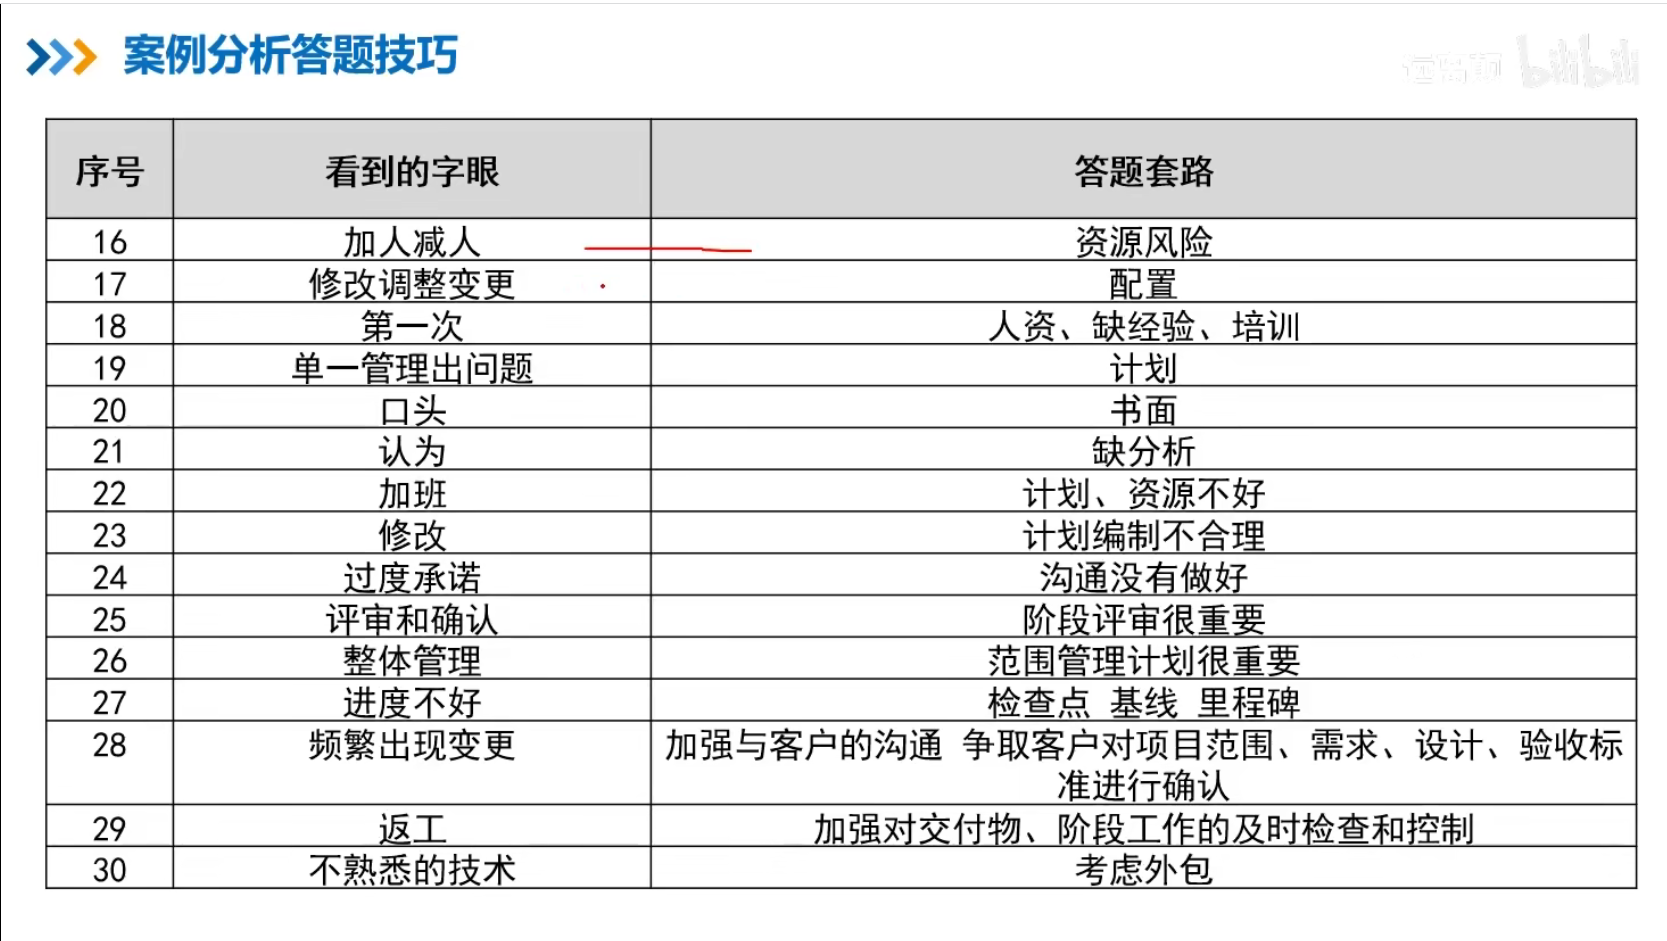 案例分析答题技巧
bilibili
序号 看到的字眼 答题套路
16 加人减人 资源风险
17 修改调整变更 配置
18 第一次 人资、缺经验、培训
19 单一管理出问题 计划
20 口头 书面
21 认为 缺分析
22 加班 计划、资源不好
23 修改 计划编制不合理
24 过度承诺 沟通没有做好
25 评审和确认 阶段评审很重要
26 整体管理 范围管理计划很重要
27 进度不好 检查点 基线 里程碑
28 频繁出现变更 加强与客户的沟通 争取客户对项目范围、需求、设计、验收标
准进行确认
29 返工 加强对交付物、阶段工作的及时检查和控制
30 不熟悉的技术 考虑外包